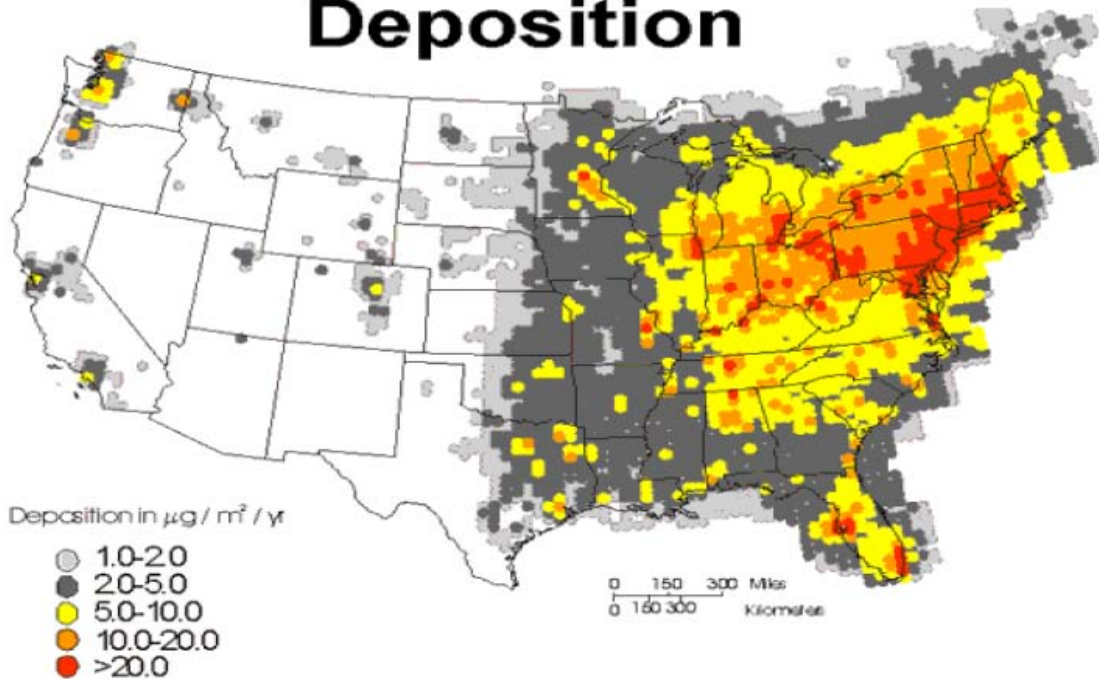 Deposition
Deposition in μg / m² / yr
1.0-2.0
2.0-5.0
5.0-10.0
10.0-20.0
>20.0
0 150 300 Miles
0 150 300 Kilometers